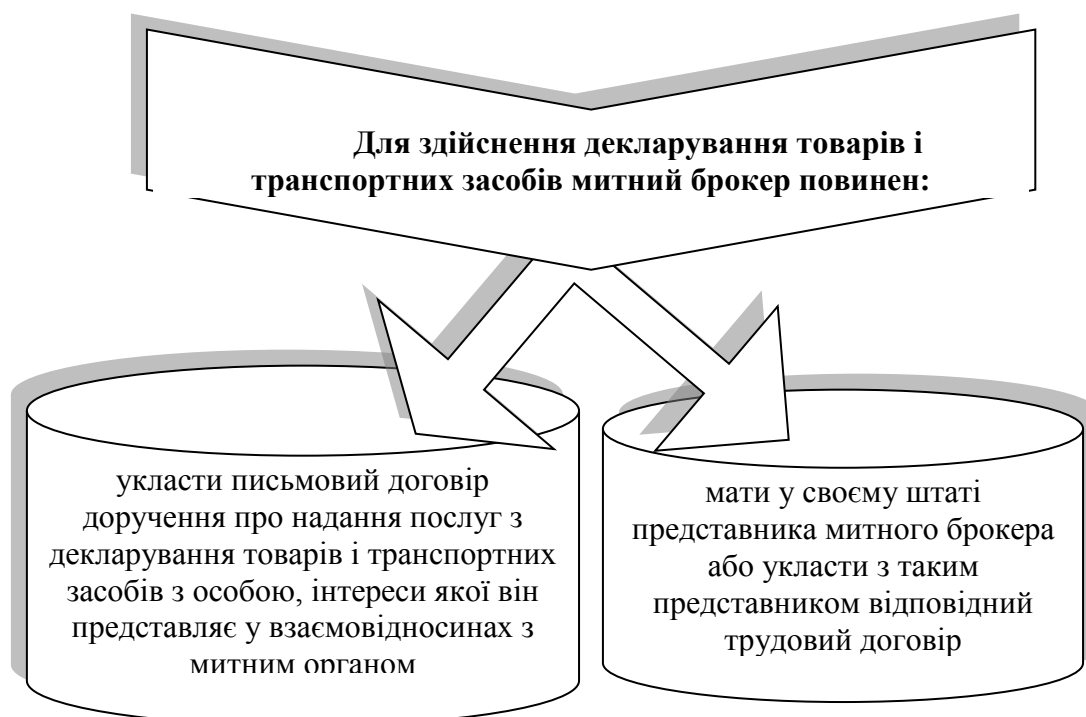 Для здійснення декларування товарів і
транспортних засобів митний брокер повинен:
укласти письмовий договір
доручення про надання послуг з
декларування товарів і транспортних
засобів з особою, інтереси якої він
представляє у взаємовідносинах з
митним органом
мати у своєму штаті
представника митного брокера
або укласти з таким
представником відповідний
трудовий договір